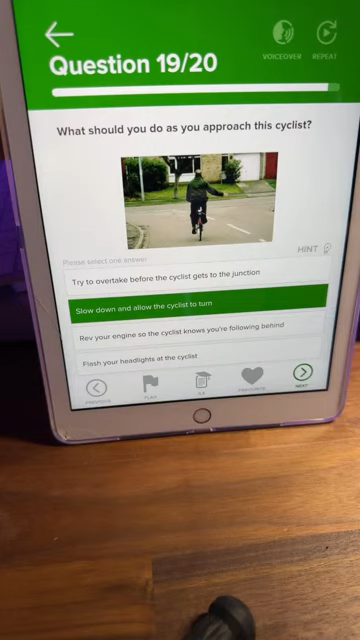 Question 19/20
VOICEOVER
REPEAT
What should you do as you approach this cyclist?
HINT
Please select one answer
Try to overtake before the cyclist gets to the junction
Slow down and allow the cyclist to turn
Rev your engine so the cyclist knows you're following behind
Flash your headlights at the cyclist
PREVIOUS
FLAG
NEXT